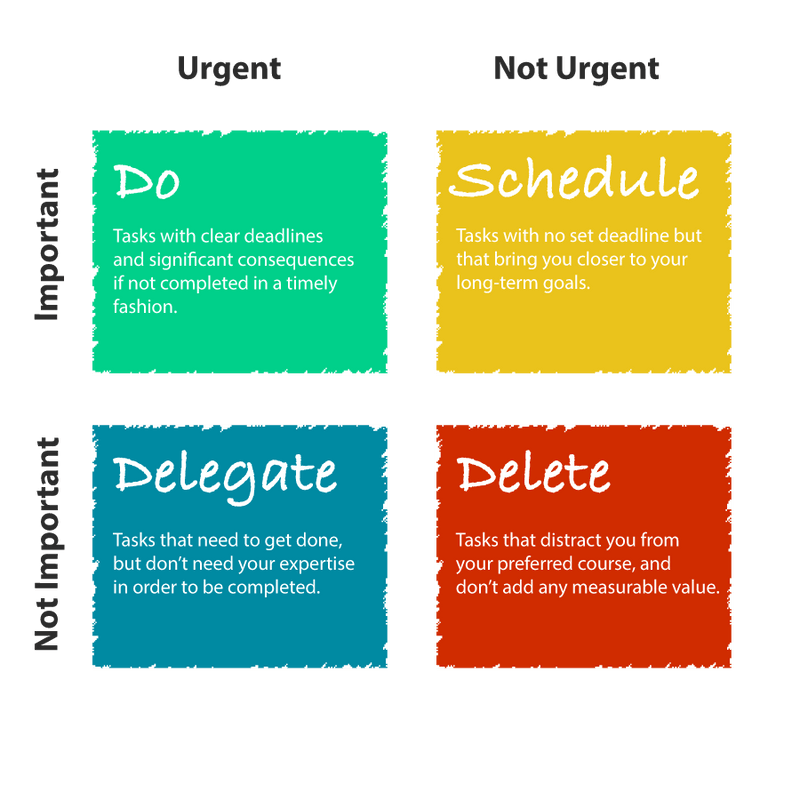 Urgent
Not Urgent
Important
Do
Tasks with clear deadlines
and significant consequences
if not completed in a timely
fashion.
Schedule
Tasks with no set deadline but
that bring you closer to your
long-term goals.
Not Important
Delegate
Tasks that need to get done,
but don’t need your expertise
in order to be completed.
Delete
Tasks that distract you from
your preferred course, and
don’t add any measurable value.